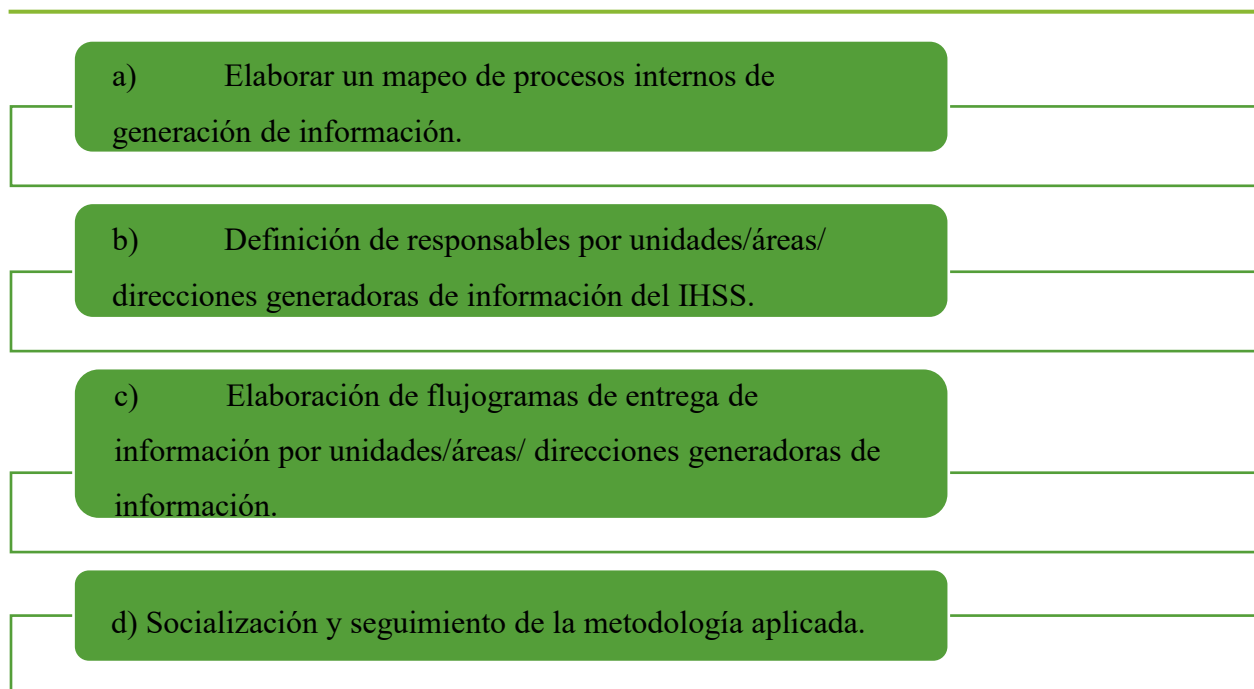 a) Elaborar un mapeo de procesos internos de
generación de información.
b) Definición de responsables por unidades/áreas/
direcciones generadoras de información del IHSS.
c) Elaboración de flujogramas de entrega de
información por unidades/áreas/ direcciones generadoras de
información.
d) Socialización y seguimiento de la metodología aplicada.